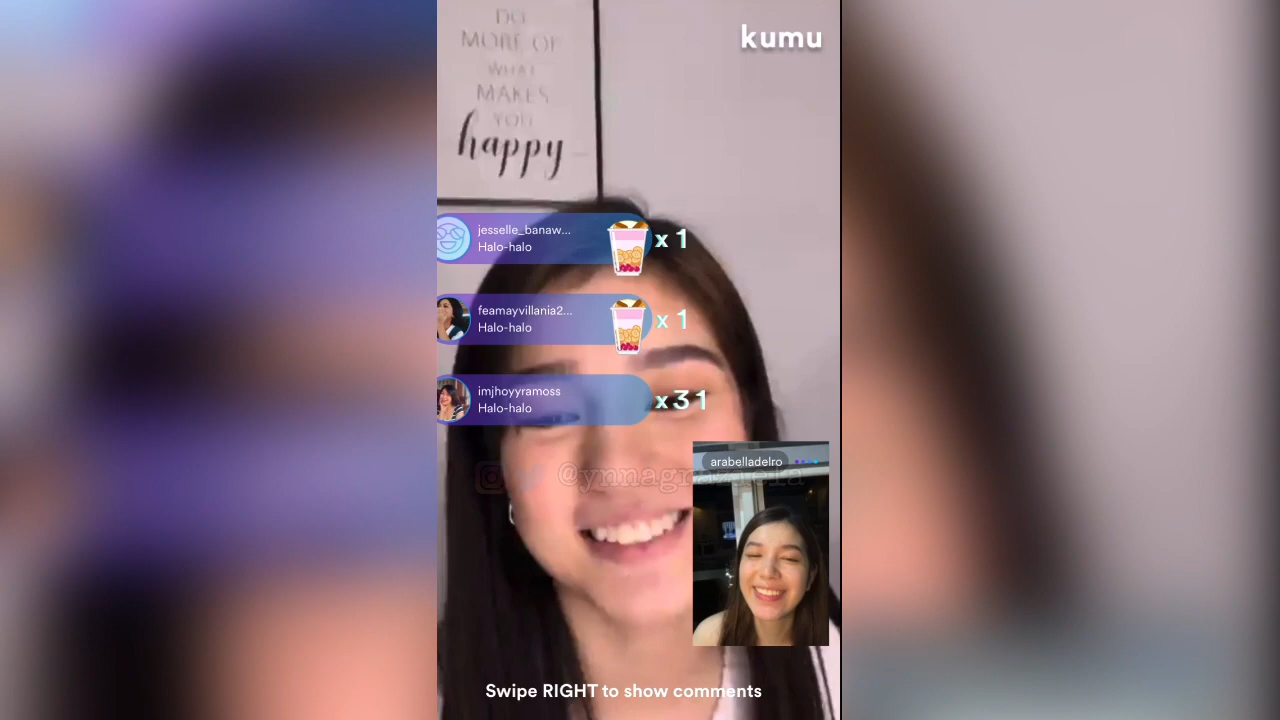 DO
MORE OF
WHAT
MAKES
YOU
happy
kumu
jesselle_banaw...
Halo-halo
x 1
feamayvillania2...
Halo-halo
x 1
imjhoyyramoss
Halo-halo
x 31
arabelladelro
Swipe RIGHT to show comments